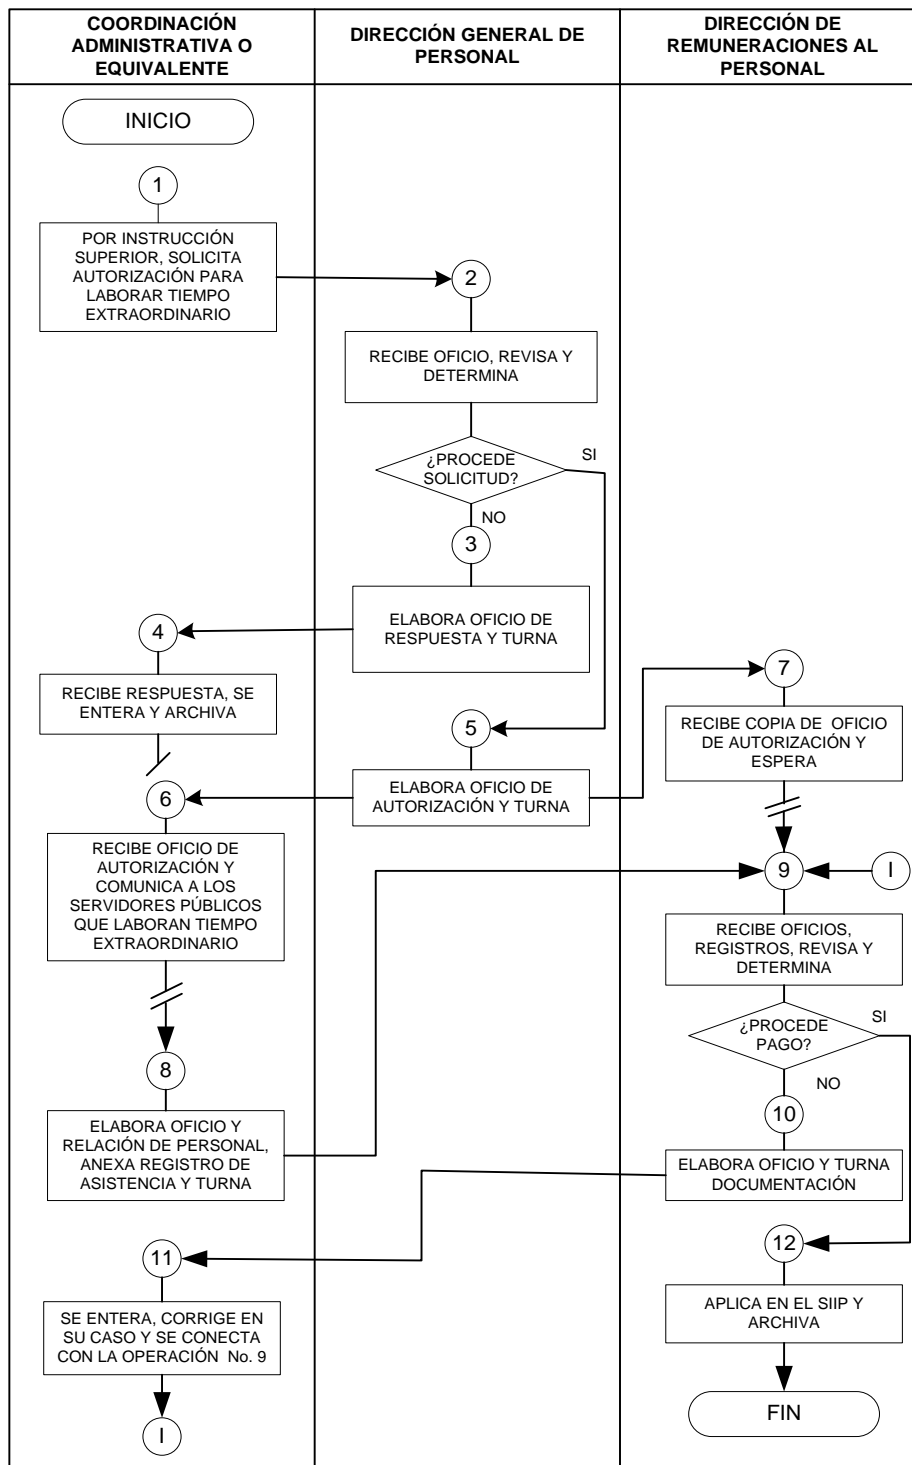 COORDINACIÓN
ADMINISTRATIVA O
EQUIVALENTE
DIRECCIÓN GENERAL DE
PERSONAL
DIRECCIÓN DE
REMUNERACIONES AL
PERSONAL
INICIO
1
POR INSTRUCCIÓN
SUPERIOR, SOLICITA
AUTORIZACIÓN PARA
LABORAR TIEMPO
EXTRAORDINARIO
2
RECIBE OFICIO, REVISA Y
DETERMINA
¿PROCEDE
SOLICITUD?
SI
NO
3
ELABORA OFICIO DE
RESPUESTA Y TURNA
4
RECIBE RESPUESTA, SE
ENTERA Y ARCHIVA
5
ELABORA OFICIO DE
AUTORIZACIÓN Y TURNA
6
RECIBE OFICIO DE
AUTORIZACIÓN Y
COMUNICA A LOS
SERVIDORES PÚBLICOS
QUE LABORAN TIEMPO
EXTRAORDINARIO
7
RECIBE COPIA DE OFICIO
DE AUTORIZACIÓN Y
ESPERA
8
ELABORA OFICIO Y
RELACIÓN DE PERSONAL,
ANEXA REGISTRO DE
ASISTENCIA Y TURNA
9
I
RECIBE OFICIOS,
REGISTROS, REVISA Y
DETERMINA
¿PROCEDE
PAGO?
SI
NO
10
ELABORA OFICIO Y TURNA
DOCUMENTACIÓN
11
SE ENTERA, CORRIGE EN
SU CASO Y SE CONECTA
CON LA OPERACIÓN No. 9
I
12
APLICA EN EL SIIP Y
ARCHIVA
FIN